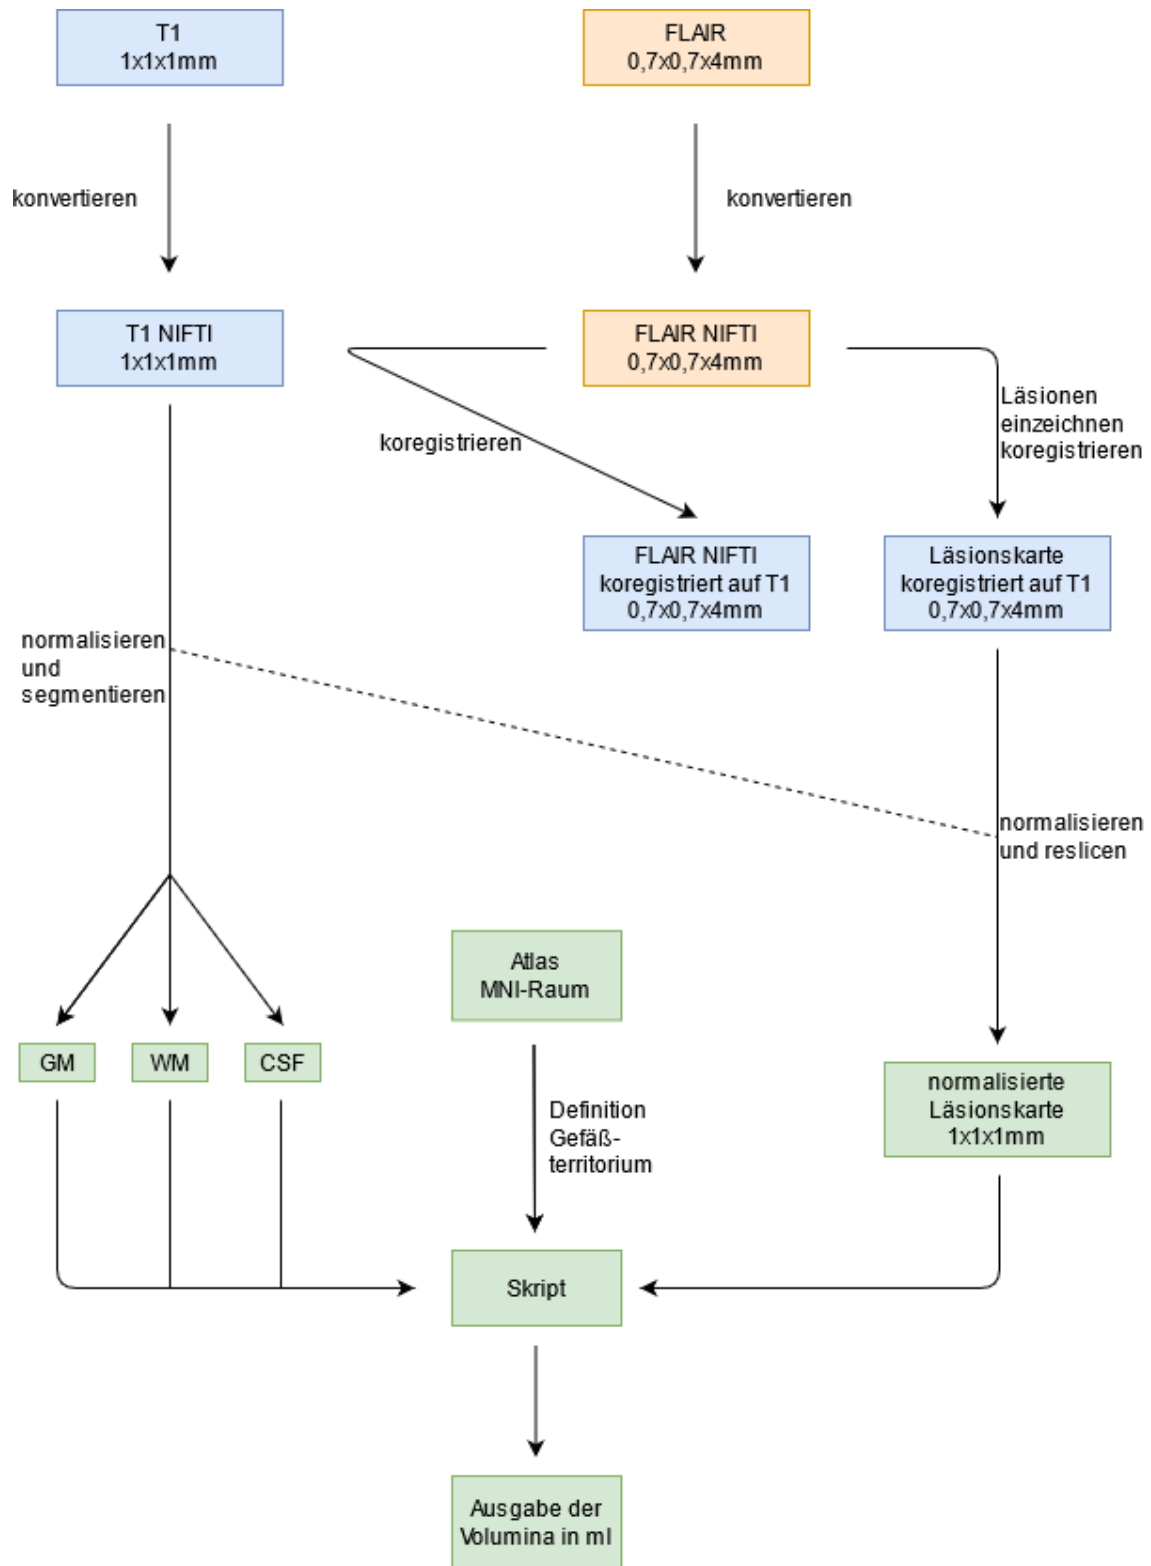 T1
1x1x1mm
FLAIR
0,7x0,7x4mm
konvertieren
konvertieren
T1 NIFTI
1x1x1mm
FLAIR NIFTI
0,7x0,7x4mm
koregistrieren
Läsionen
einzeichnen
koregistrieren
FLAIR NIFTI
koregistriert auf T1
0,7x0,7x4mm
Läsionskarte
koregistriert auf T1
0,7x0,7x4mm
normalisieren
und
segmentieren
normalisieren
und reslicen
Atlas
MNI-Raum
GM
WM
CSF
Definition
Gefäß-
territorium
normalisierte
Läsionskarte
1x1x1mm
Skript
Ausgabe der
Volumina in ml